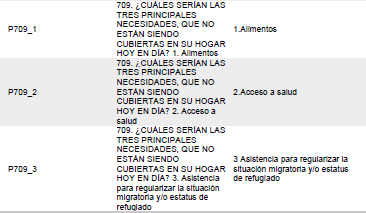 P709_1
709. ¿CUÁLES SERÍAN LAS
TRES PRINCIPALES
NECESIDADES, QUE NO
ESTÁN SIENDO
CUBIERTAS EN SU HOGAR
HOY EN DÍA? 1. Alimentos
1.Alimentos
P709_2
709. ¿CUÁLES SERÍAN LAS
TRES PRINCIPALES
NECESIDADES, QUE NO
ESTÁN SIENDO
CUBIERTAS EN SU HOGAR
HOY EN DÍA? 2. Acceso a
salud
2.Acceso a salud
P709_3
709. ¿CUÁLES SERÍAN LAS
TRES PRINCIPALES
NECESIDADES, QUE NO
ESTÁN SIENDO
CUBIERTAS EN SU HOGAR
HOY EN DÍA? 3. Asistencia
para regularizar la situación
migratoria y/o estatus de
refugiado
3 Asistencia para regularizar la
situación migratoria y/o estatus
de refugiado